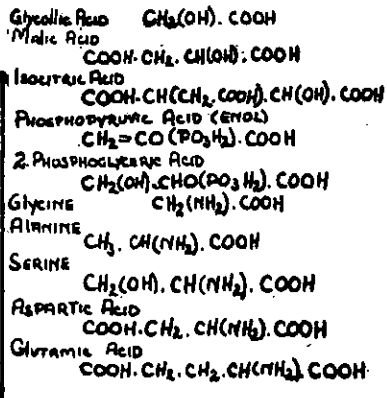 Glycollic Acid CH₂(OH). COOH
Malic Acid
COOH. CH₂. CH(OH). COOH
Isocitric Acid
COOH-CH(CH₂.COOH).CH(OH). COOH
Phosphopyruvic Acid (Enol)
CH₂=CO(PO₃H₂).COOH
2.Phosphoglyceric Acid
CH₂(OH).CHO(PO₃H₂). COOH
Glycine CH₂(NH₂). COOH
Alanine
CH₃. CH(NH₂). COOH
Serine
CH₂(OH). CH(NH₂). COOH
Aspartic Acid
COOH. CH₂. CH(NH₂). COOH
Glutamic Acid
COOH. CH₂. CH₂. CH(NH₂). COOH